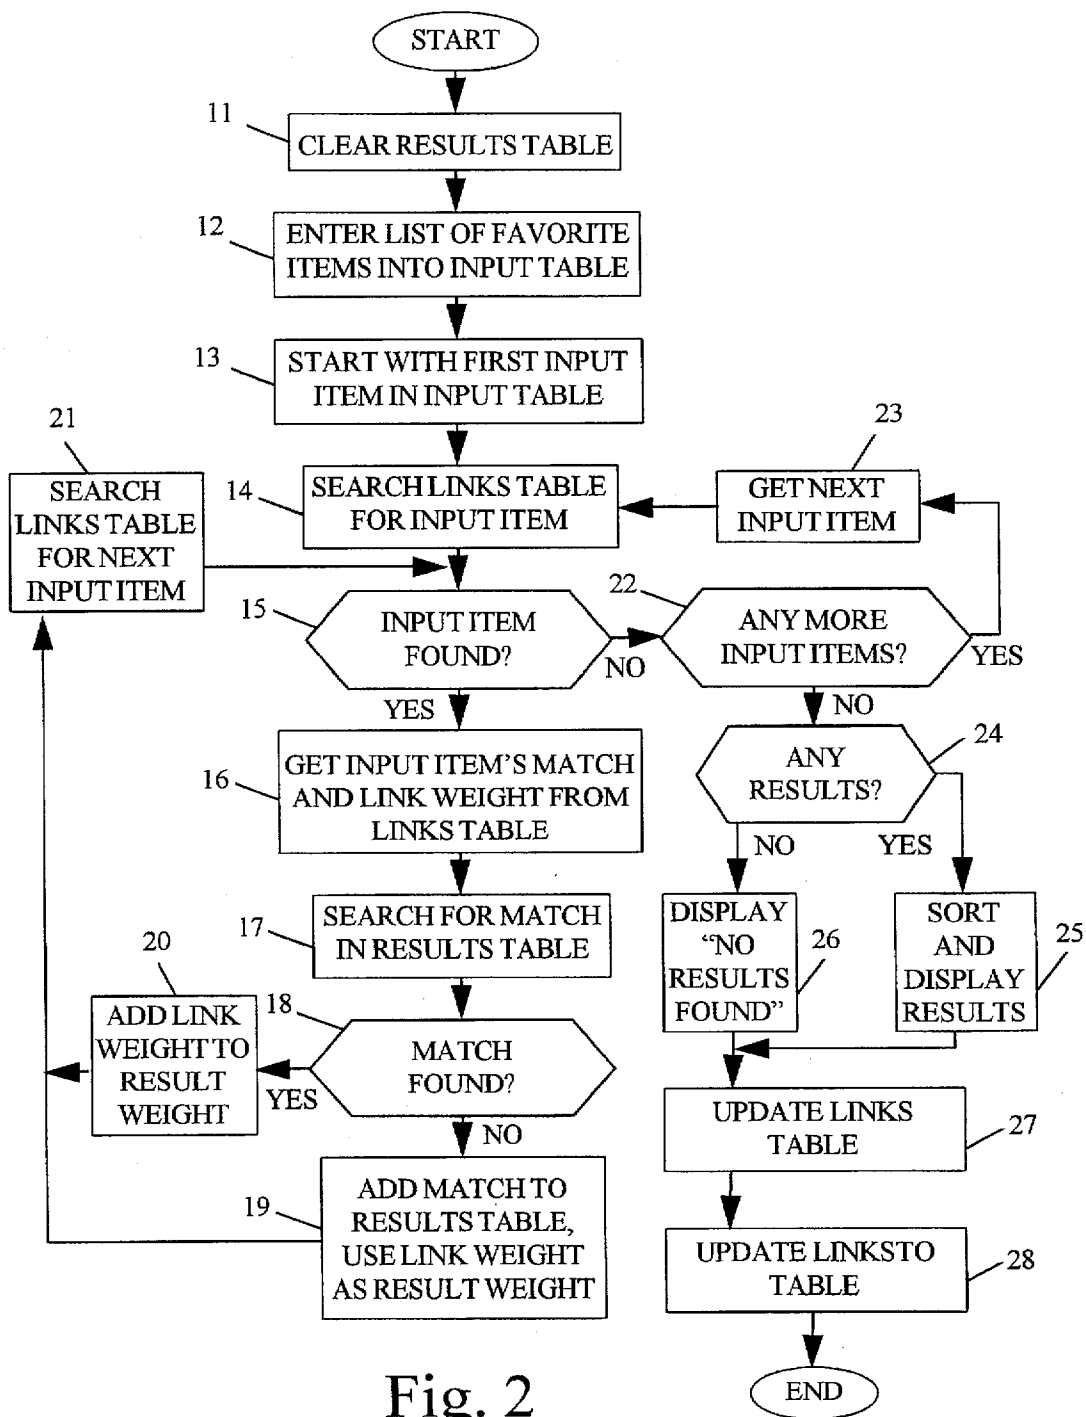 START
11
CLEAR RESULTS TABLE
12
ENTER LIST OF FAVORITE
ITEMS INTO INPUT TABLE
13
START WITH FIRST INPUT
ITEM IN INPUT TABLE
21
SEARCH
LINKS TABLE
FOR NEXT
INPUT ITEM
14
SEARCH LINKS TABLE
FOR INPUT ITEM
23
GET NEXT
INPUT ITEM
15
INPUT ITEM
FOUND?
NO
22
ANY MORE
INPUT ITEMS?
YES
YES
NO
16
GET INPUT ITEM'S MATCH
AND LINK WEIGHT FROM
LINKS TABLE
24
ANY
RESULTS?
NO
YES
17
SEARCH FOR MATCH
IN RESULTS TABLE
DISPLAY
“NO
RESULTS
FOUND”
26
SORT
AND
DISPLAY
RESULTS
25
20
ADD LINK
WEIGHT TO
RESULT
WEIGHT
18
MATCH
FOUND?
YES
NO
UPDATE LINKS
TABLE
27
19
ADD MATCH TO
RESULTS TABLE,
USE LINK WEIGHT
AS RESULT WEIGHT
UPDATE LINKSTO
TABLE
28
END
Fig. 2